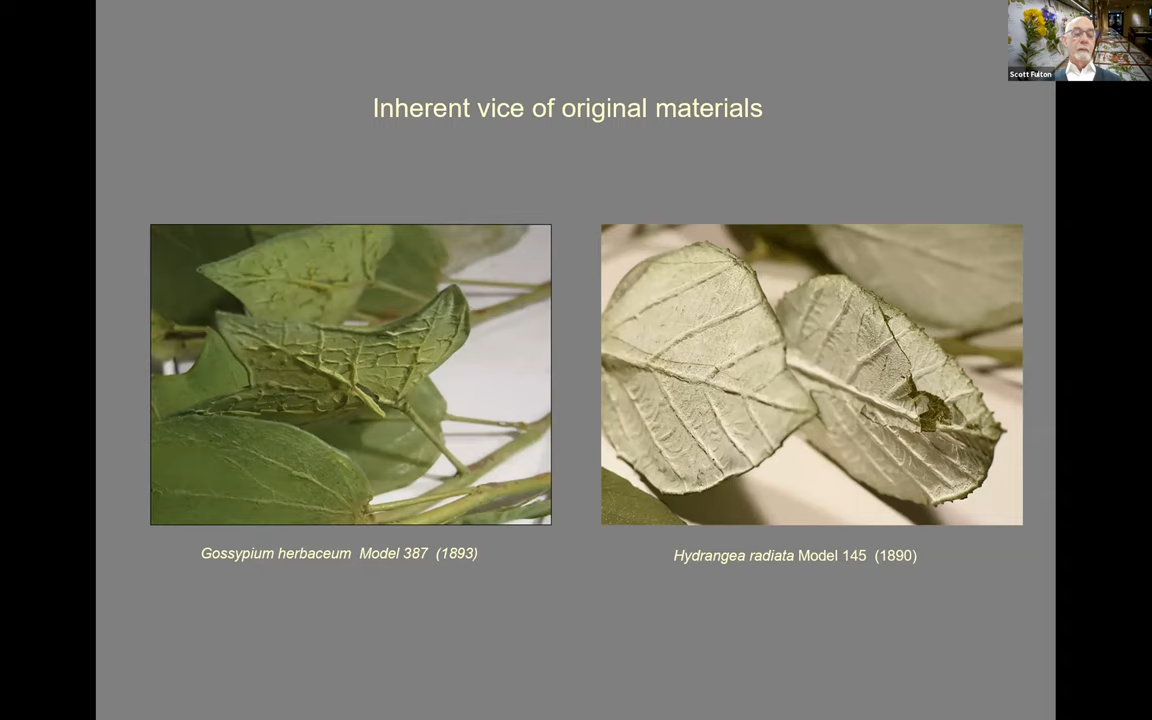 Scott Fulton
Inherent vice of original materials
Gossypium herbaceum Model 387 (1893)
Hydrangea radiata Model 145 (1890)